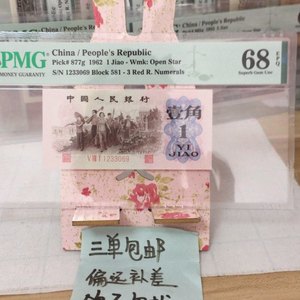 PMG
MONEY GUARANTY
China / People's Republic
Pick# 877g 1962 1 Jiao - Wmk: Open Star
S/N 1233069 Block 581 - 3 Red R. Numerals
68 EPQ
Superb Gem Unc
中国人民银行
壹角
1
YI JIAO
1233069
三单包邮
偏远补差